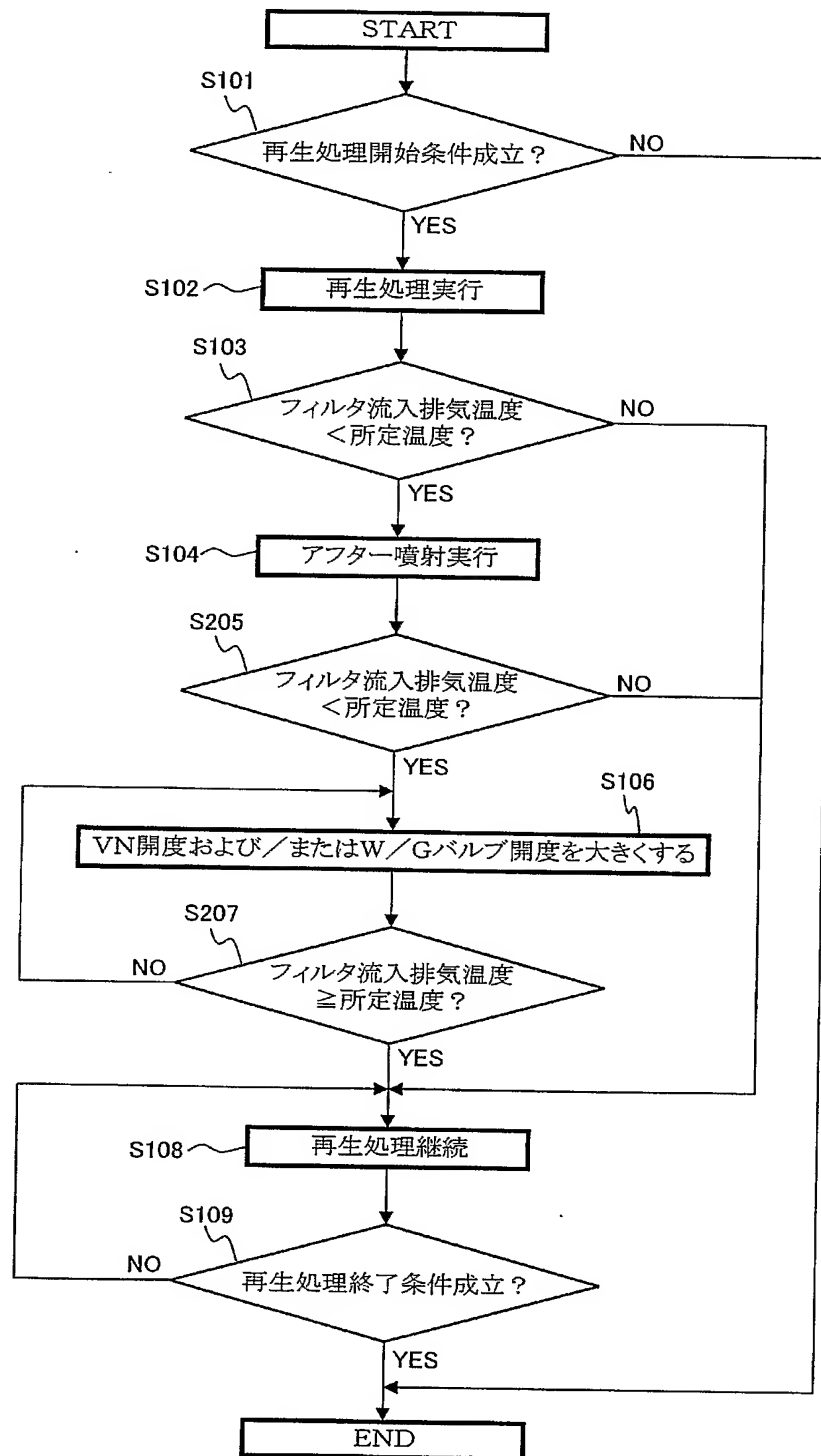 START
S101
再生処理開始条件成立？
NO
YES
S102
再生処理実行
S103
フィルタ流入排気温度
＜所定温度？
NO
YES
S104
アフター噴射実行
S205
フィルタ流入排気温度
＜所定温度？
NO
YES
S106
VN開度および／またはW／Gバルブ開度を大きくする
S207
フィルタ流入排気温度
≧所定温度？
NO
YES
S108
再生処理継続
S109
再生処理終了条件成立？
NO
YES
END